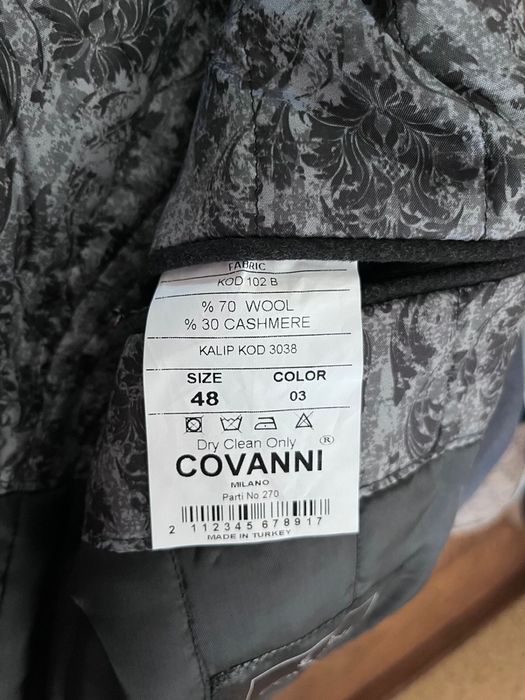 FABRIC
KOD 102 B
% 70 WOOL
% 30 CASHMERE
KALIP KOD 3038
SIZE COLOR
48 03
Dry Clean Only
COVANNI ®
MILANO
Parti No 270
2 112345 678917
MADE IN TURKEY